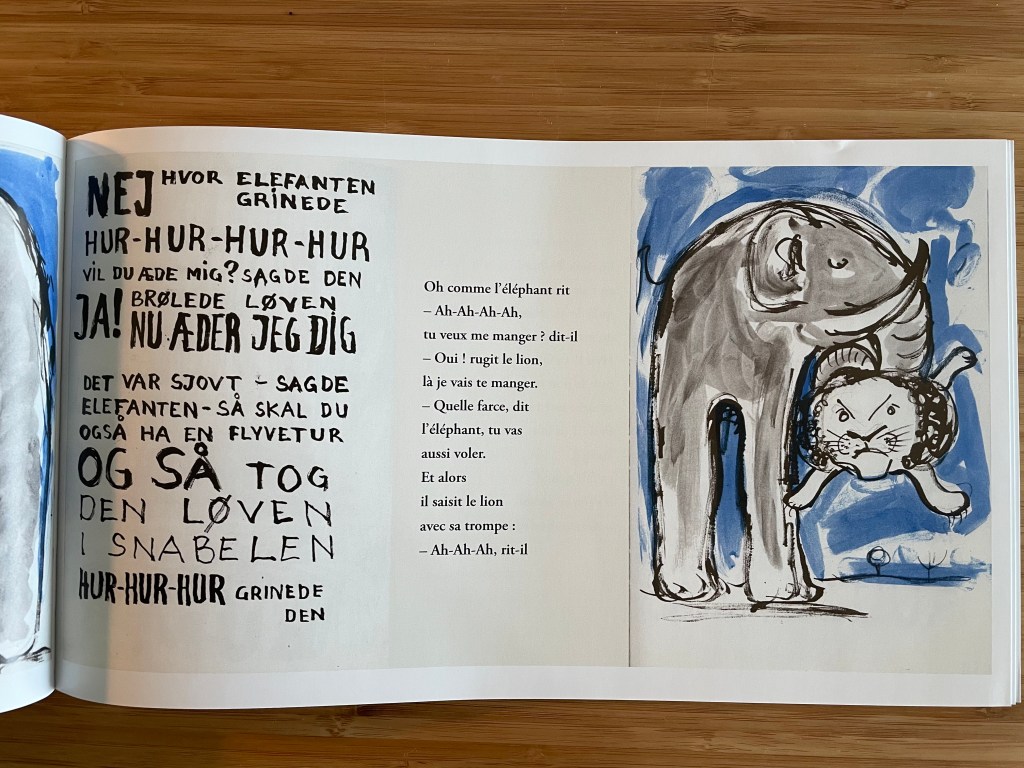 NEJ HVOR ELEFANTEN
GRINEDE
HUR-HUR-HUR-HUR
VIL DU ÆDE MIG? SAGDE DEN
JA! BRØLEDE LØVEN
NU ÆDER JEG DIG
DET VAR SJOVT - SAGDE
ELEFANTEN - SÅ SKAL DU
OGSÅ HA EN FLYVETUR
OG SÅ TOG
DEN LØVEN
I SNABELEN
HUR-HUR-HUR GRINEDE
DEN
Oh comme l'éléphant rit
– Ah-Ah-Ah-Ah,
tu veux me manger ? dit-il
– Oui ! rugit le lion,
là je vais te manger.
– Quelle farce, dit
l'éléphant, tu vas
aussi voler.
Et alors
il saisit le lion
avec sa trompe :
– Ah-Ah-Ah, rit-il